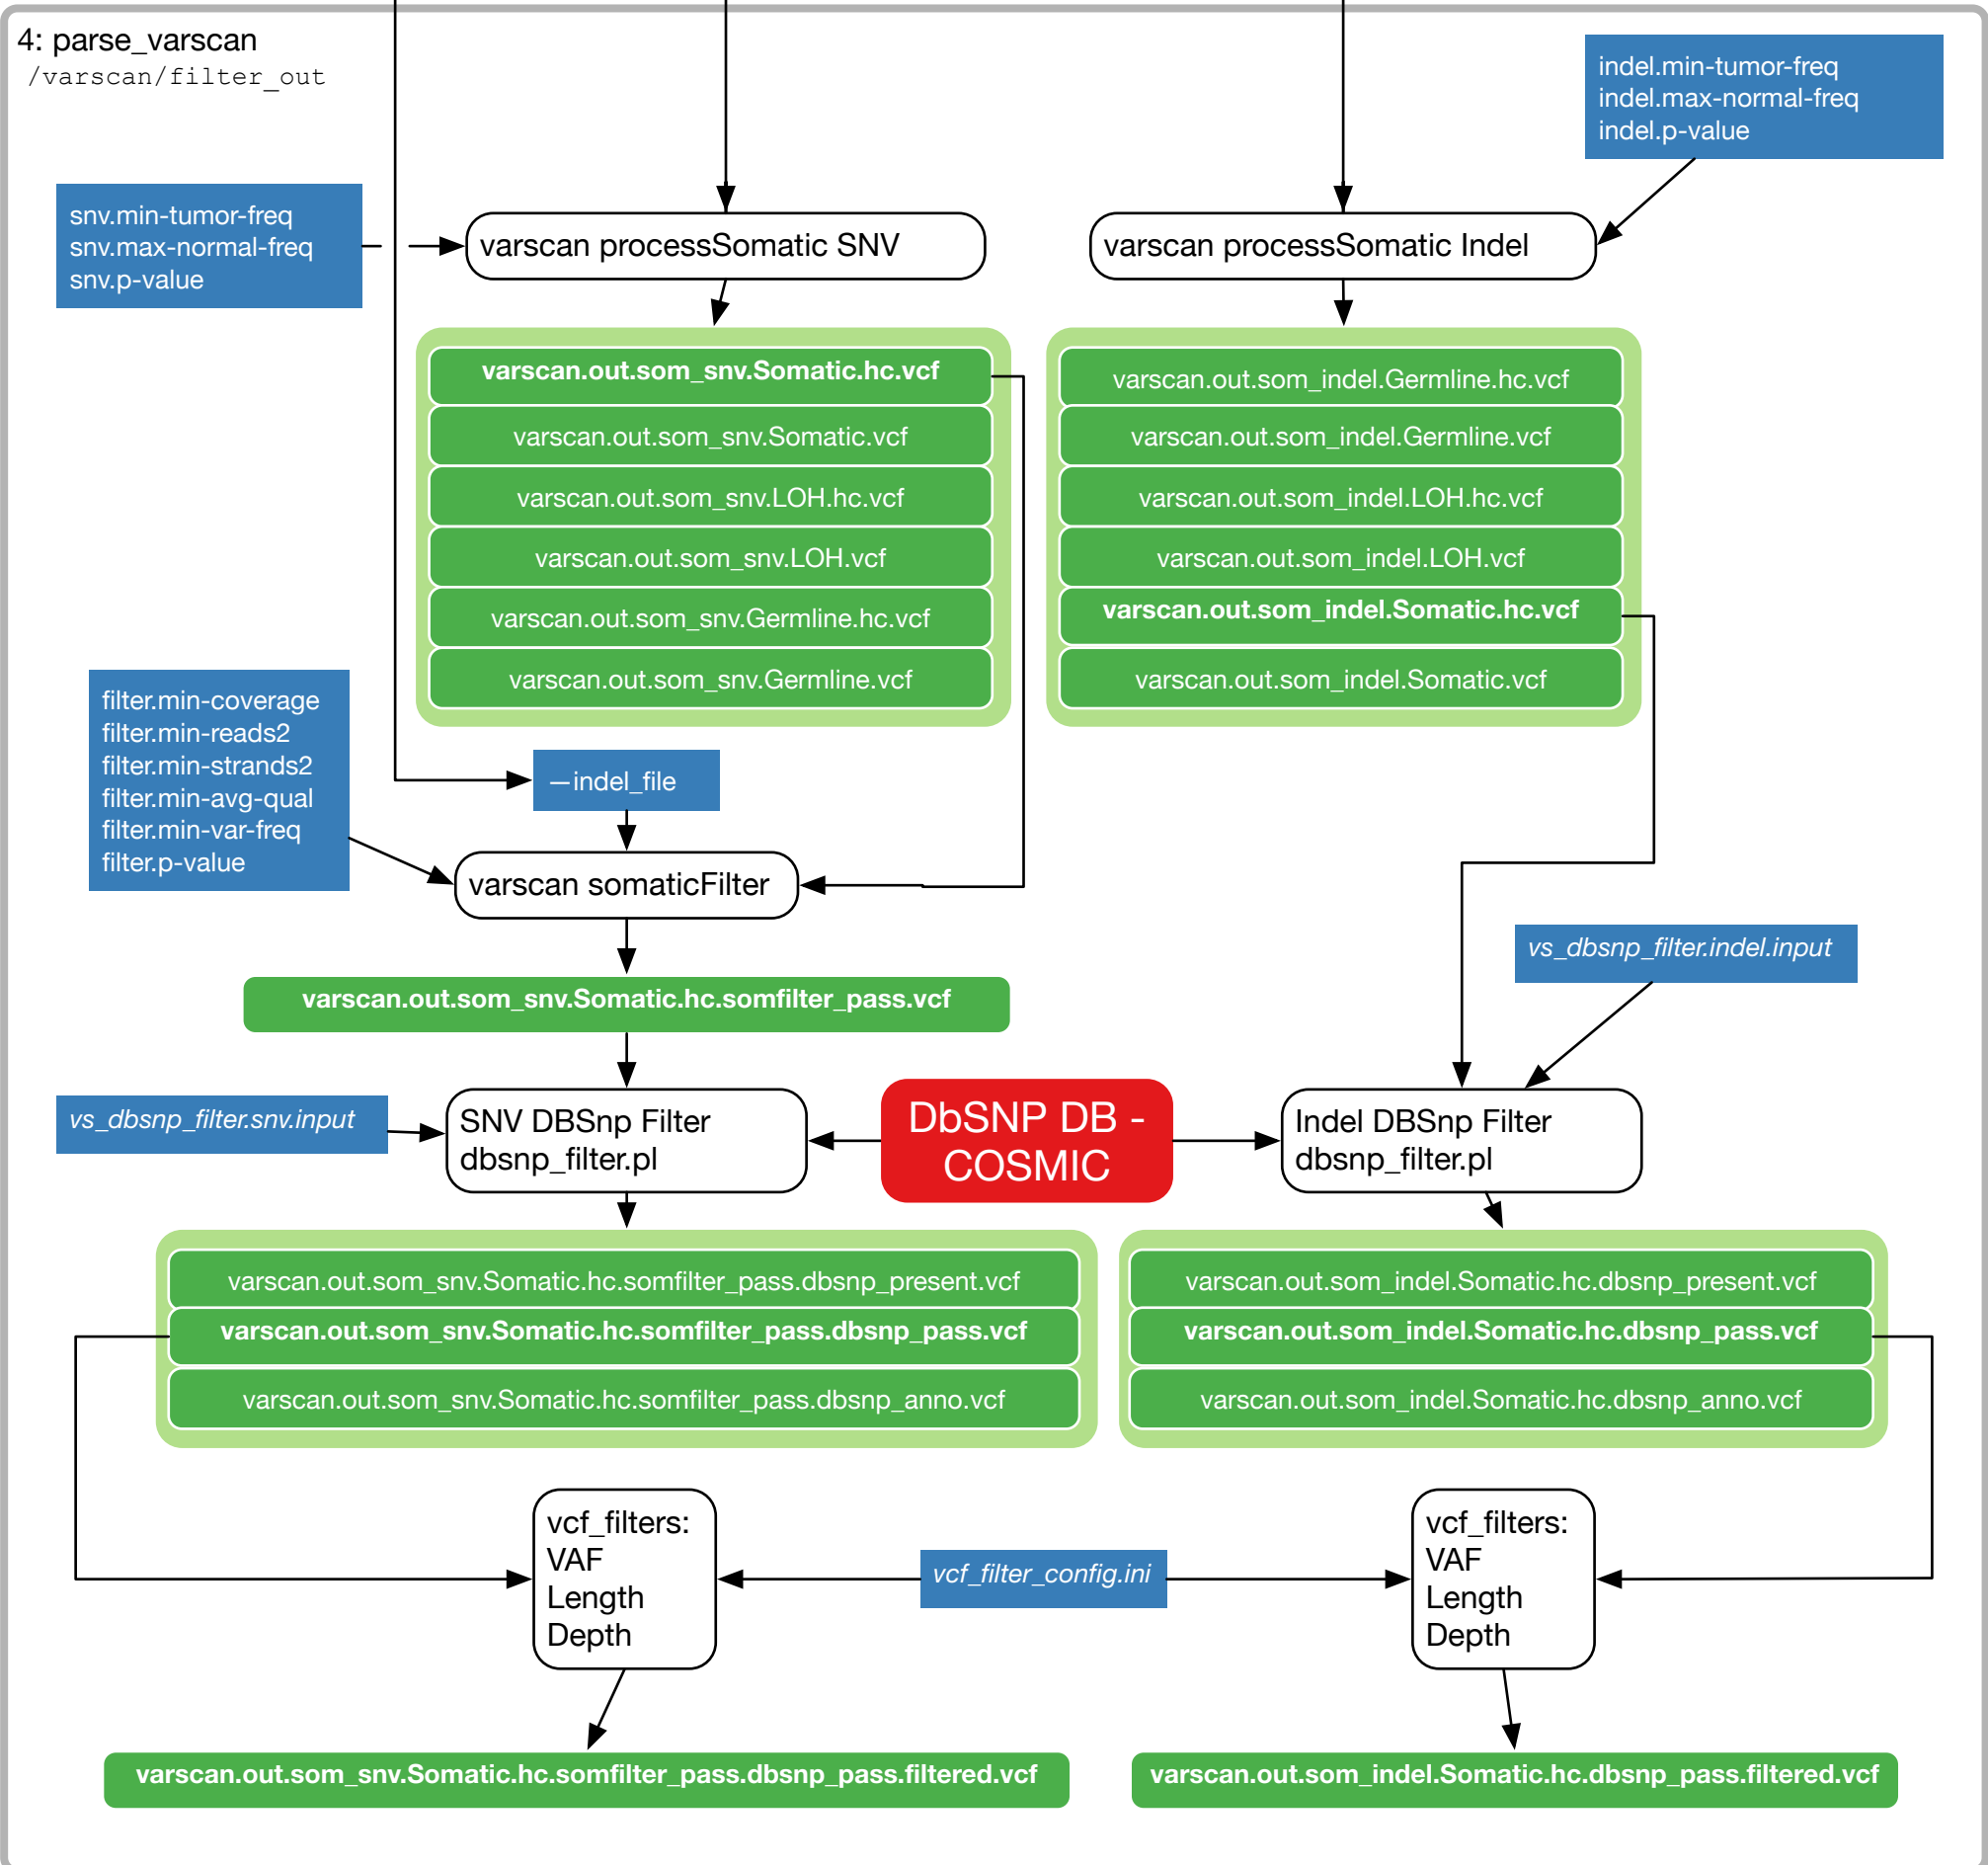 4: parse_varscan
/varscan/filter_out
indel.min-tumor-freq
indel.max-normal-freq
indel.p-value
snv.min-tumor-freq
snv.max-normal-freq
snv.p-value
varscan processSomatic SNV
varscan processSomatic Indel
varscan.out.som_snv.Somatic.hc.vcf
varscan.out.som_snv.Somatic.vcf
varscan.out.som_snv.LOH.hc.vcf
varscan.out.som_snv.LOH.vcf
varscan.out.som_snv.Germline.hc.vcf
varscan.out.som_snv.Germline.vcf
varscan.out.som_indel.Germline.hc.vcf
varscan.out.som_indel.Germline.vcf
varscan.out.som_indel.LOH.hc.vcf
varscan.out.som_indel.LOH.vcf
varscan.out.som_indel.Somatic.hc.vcf
varscan.out.som_indel.Somatic.vcf
filter.min-coverage
filter.min-reads2
filter.min-strands2
filter.min-avg-qual
filter.min-var-freq
filter.p-value
—indel_file
varscan somaticFilter
varscan.out.som_snv.Somatic.hc.somfilter_pass.vcf
vs_dbsnp_filter.indel.input
vs_dbsnp_filter.snv.input
SNV DBSnp Filter
dbsnp_filter.pl
DbSNP DB -
COSMIC
Indel DBSnp Filter
dbsnp_filter.pl
varscan.out.som_snv.Somatic.hc.somfilter_pass.dbsnp_present.vcf
varscan.out.som_snv.Somatic.hc.somfilter_pass.dbsnp_pass.vcf
varscan.out.som_snv.Somatic.hc.somfilter_pass.dbsnp_anno.vcf
varscan.out.som_indel.Somatic.hc.dbsnp_present.vcf
varscan.out.som_indel.Somatic.hc.dbsnp_pass.vcf
varscan.out.som_indel.Somatic.hc.dbsnp_anno.vcf
vcf_filters:
VAF
Length
Depth
vcf_filter_config.ini
vcf_filters:
VAF
Length
Depth
varscan.out.som_snv.Somatic.hc.somfilter_pass.dbsnp_pass.filtered.vcf
varscan.out.som_indel.Somatic.hc.dbsnp_pass.filtered.vcf